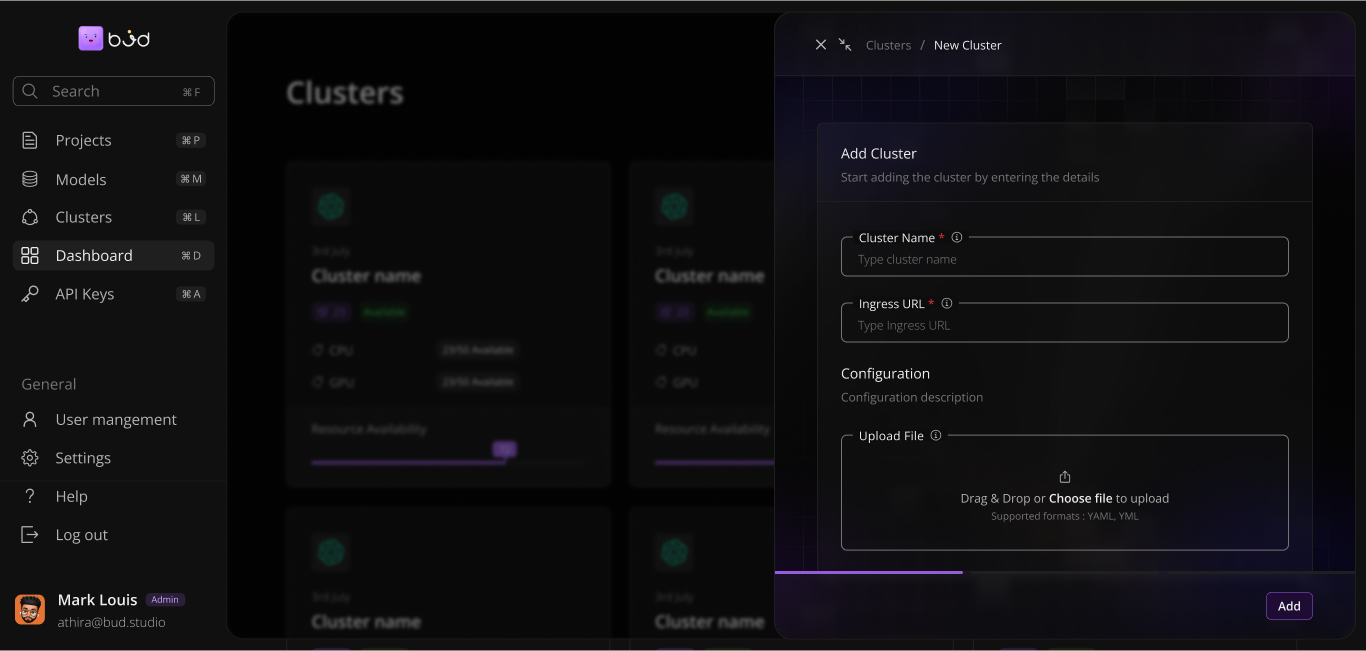 bud
Search ⌘ F
Projects ⌘ P
Models ⌘ M
Clusters ⌘ L
Dashboard ⌘ D
API Keys ⌘ A
General
User mangement
Settings
Help
Log out
Mark Louis Admin
athira@bud.studio
Clusters
3rd July
Cluster name
Available
CPU 23/50 Available
GPU 23/50 Available
Resource Availability
3rd July
Cluster name
Available
CPU
GPU
Resource Availability
3rd July
Cluster name
3rd July
Cluster name
Clusters / New Cluster
Add Cluster
Start adding the cluster by entering the details
Cluster Name *
Type cluster name
Ingress URL *
Type Ingress URL
Configuration
Configuration description
Upload File
Drag & Drop or Choose file to upload
Supported formats : YAML, YML
Add